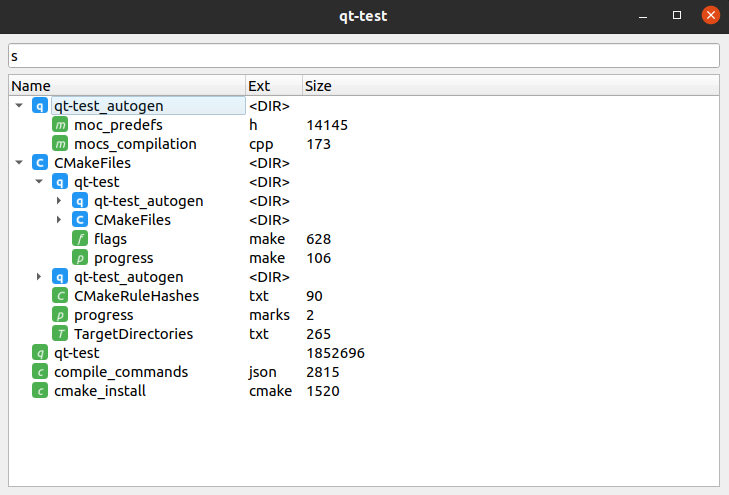 qt-test
s
Name Ext Size
q qt-test_autogen <DIR>
m moc_predefs h 14145
m mocs_compilation cpp 173
C CMakeFiles <DIR>
q qt-test <DIR>
q qt-test_autogen <DIR>
C CMakeFiles <DIR>
f flags make 628
p progress make 106
q qt-test_autogen <DIR>
C CMakeRuleHashes txt 90
p progress marks 2
T TargetDirectories txt 265
q qt-test 1852696
c compile_commands json 2815
c cmake_install cmake 1520